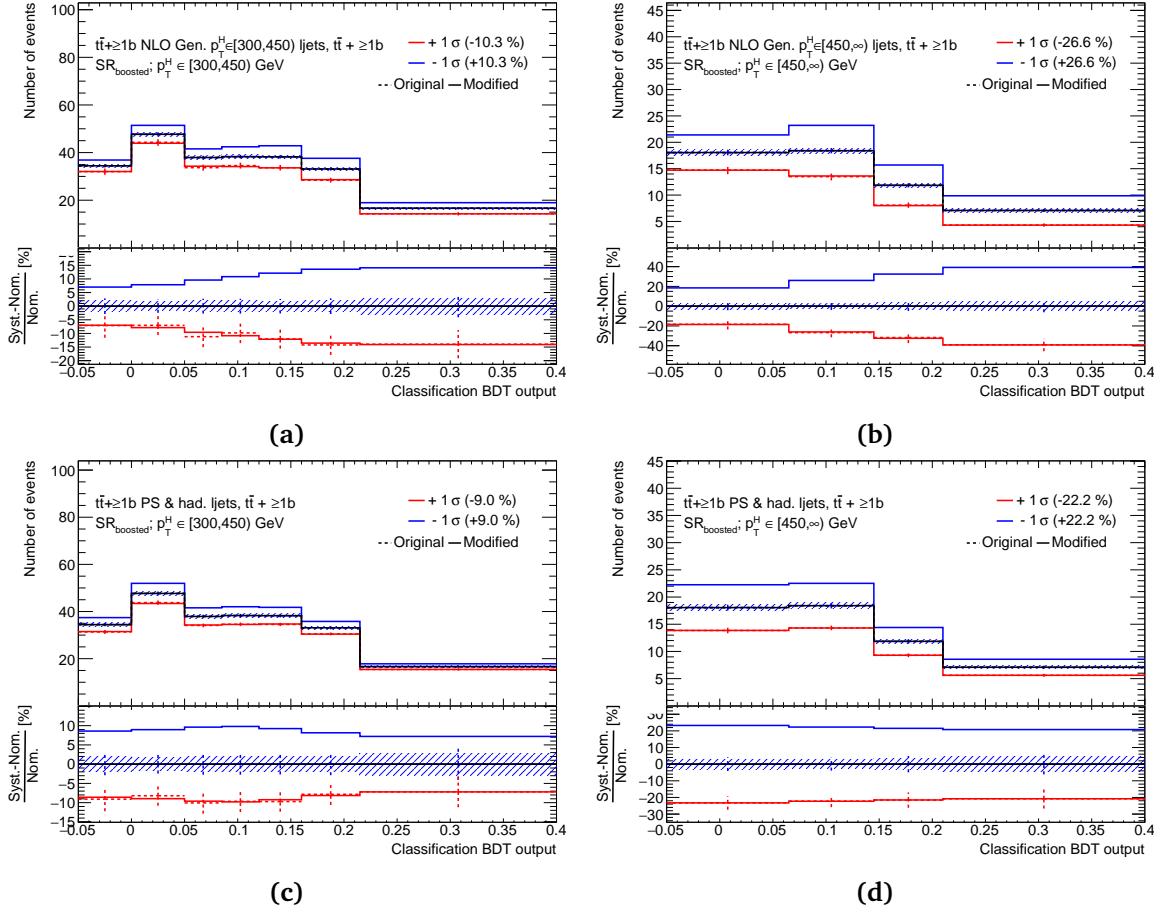 Number of events
100
80
60
40
20
tt̄+≥1b NLO Gen. p_T^H∈[300,450) ljets, tt̄ + ≥1b
SR_boosted; p_T^H ∈ [300,450) GeV
+ 1 σ (-10.3 %)
- 1 σ (+10.3 %)
Original Modified
Syst.-Nom. [%]
Nom.
15
10
5
0
−5
−10
−15
−20
−0.05 0 0.05 0.1 0.15 0.2 0.25 0.3 0.35 0.4
Classification BDT output
(a)
Number of events
45
40
35
30
25
20
15
10
5
tt̄+≥1b NLO Gen. p_T^H∈[450,∞) ljets, tt̄ + ≥1b
SR_boosted; p_T^H ∈ [450,∞) GeV
+ 1 σ (-26.6 %)
- 1 σ (+26.6 %)
Original Modified
Syst.-Nom. [%]
Nom.
40
20
0
−20
−40
−0.05 0 0.05 0.1 0.15 0.2 0.25 0.3 0.35 0.4
Classification BDT output
(b)
Number of events
100
80
60
40
20
tt̄+≥1b PS & had. ljets, tt̄ + ≥1b
SR_boosted; p_T^H ∈ [300,450) GeV
+ 1 σ (-9.0 %)
- 1 σ (+9.0 %)
Original Modified
Syst.-Nom. [%]
Nom.
10
5
0
−5
−10
−15
−0.05 0 0.05 0.1 0.15 0.2 0.25 0.3 0.35 0.4
Classification BDT output
(c)
Number of events
45
40
35
30
25
20
15
10
5
tt̄+≥1b PS & had. ljets, tt̄ + ≥1b
SR_boosted; p_T^H ∈ [450,∞) GeV
+ 1 σ (-22.2 %)
- 1 σ (+22.2 %)
Original Modified
Syst.-Nom. [%]
Nom.
30
20
10
0
−10
−20
−30
−0.05 0 0.05 0.1 0.15 0.2 0.25 0.3 0.35 0.4
Classification BDT output
(d)